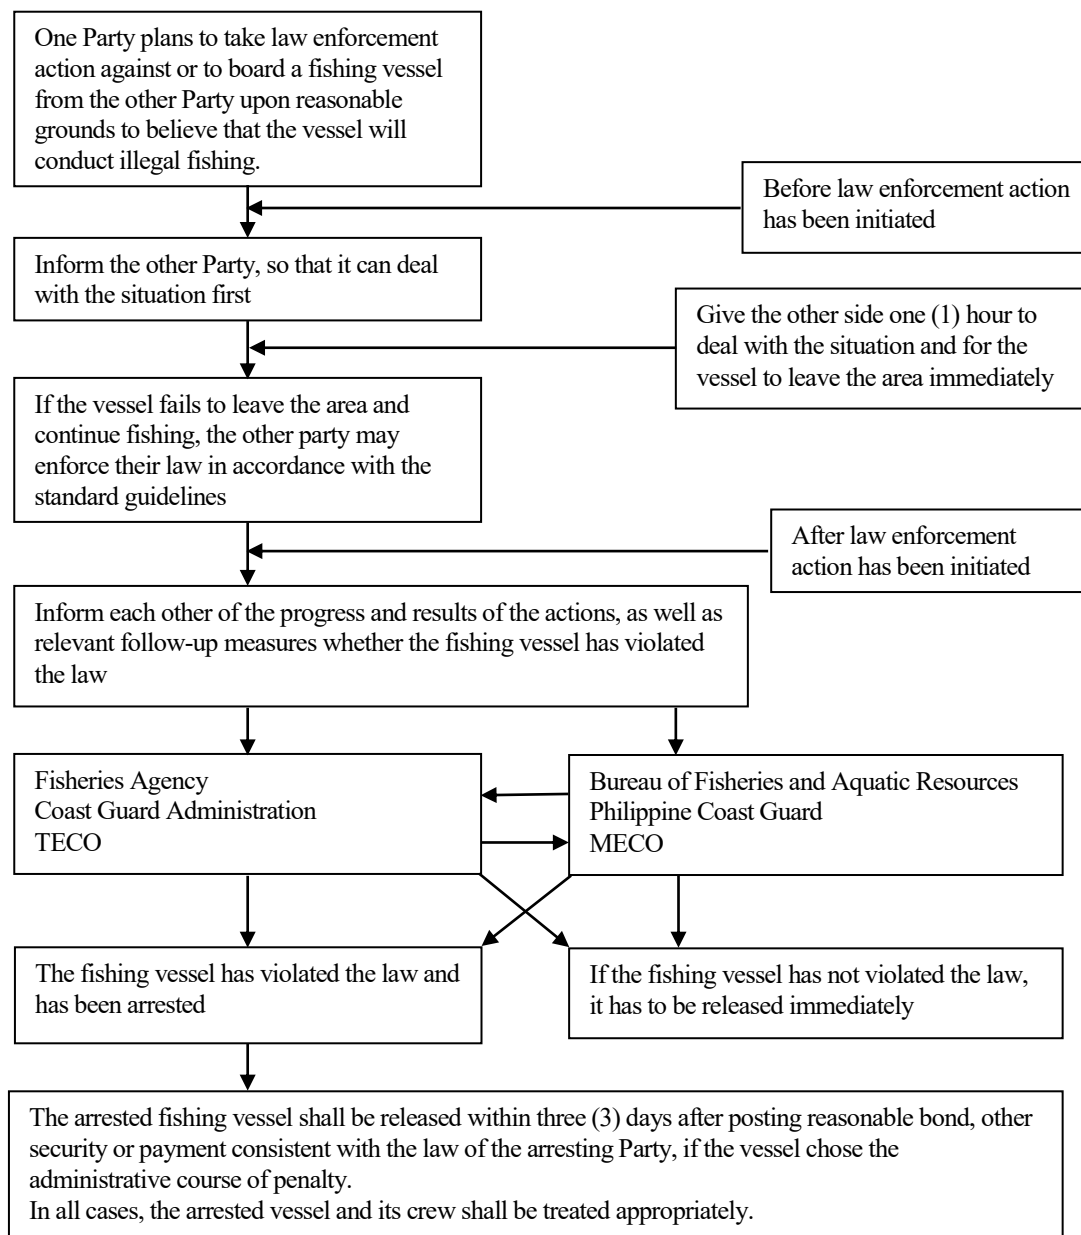 One Party plans to take law enforcement
action against or to board a fishing vessel
from the other Party upon reasonable
grounds to believe that the vessel will
conduct illegal fishing.
Before law enforcement action
has been initiated
Inform the other Party, so that it can deal
with the situation first
Give the other side one (1) hour to
deal with the situation and for the
vessel to leave the area immediately
If the vessel fails to leave the area and
continue fishing, the other party may
enforce their law in accordance with the
standard guidelines
After law enforcement
action has been initiated
Inform each other of the progress and results of the actions, as well as
relevant follow-up measures whether the fishing vessel has violated
the law
Fisheries Agency
Coast Guard Administration
TECO
Bureau of Fisheries and Aquatic Resources
Philippine Coast Guard
MECO
The fishing vessel has violated the law and
has been arrested
If the fishing vessel has not violated the law,
it has to be released immediately
The arrested fishing vessel shall be released within three (3) days after posting reasonable bond, other
security or payment consistent with the law of the arresting Party, if the vessel chose the
administrative course of penalty.
In all cases, the arrested vessel and its crew shall be treated appropriately.